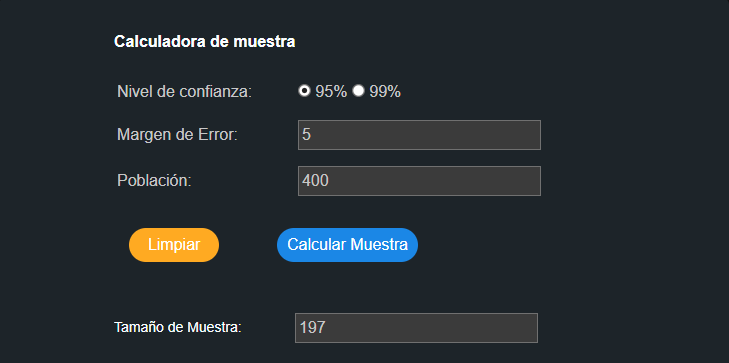 Calculadora de muestra
Nivel de confianza: 95% 99%
Margen de Error: 5
Población: 400
Limpiar Calcular Muestra
Tamaño de Muestra: 197